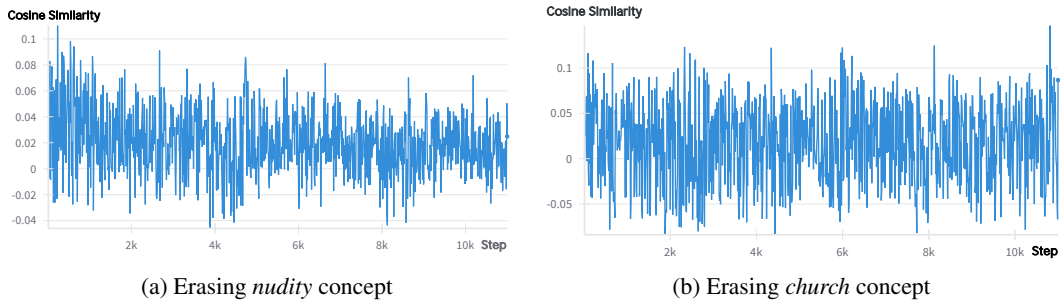 Cosine Similarity
0.1
0.08
0.06
0.04
0.02
0
-0.02
-0.04
2k
4k
6k
8k
10k
Step
(a) Erasing nudity concept
Cosine Similarity
0.1
0.05
0
-0.05
2k
4k
6k
8k
10k
Step
(b) Erasing church concept